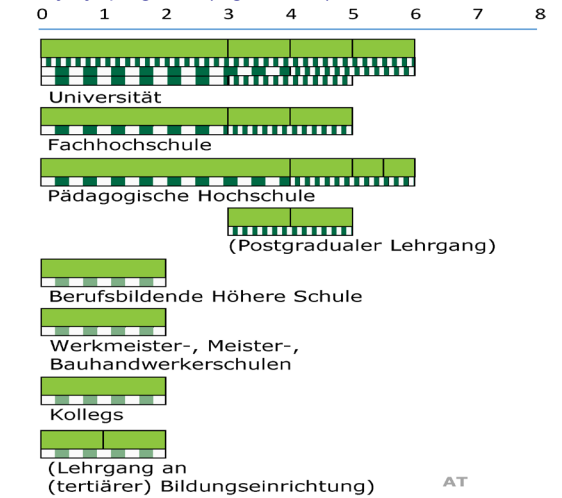 0 1 2 3 4 5 6 7 8
Universität
Fachhochschule
Pädagogische Hochschule
(Postgradualer Lehrgang)
Berufsbildende Höhere Schule
Werkmeister-, Meister-,
Bauhandwerkerschulen
Kollegs
(Lehrgang an
(tertiärer) Bildungseinrichtung)
AT